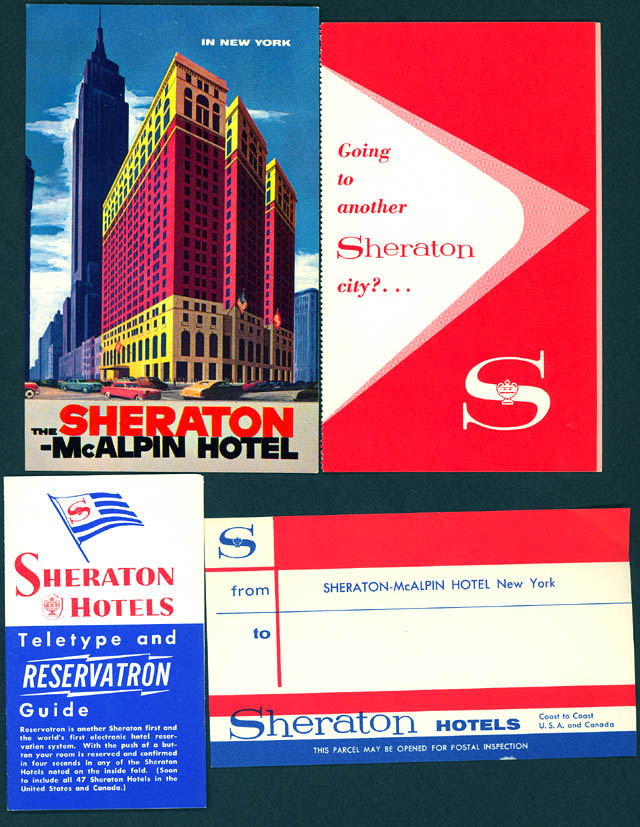 IN NEW YORK
THE SHERATON
-McALPIN HOTEL
Going
to
another
Sheraton
city?...
S
S
SHERATON
HOTELS
Teletype and
RESERVATRON
Guide
Reservatron is another Sheraton first and
the world's first electronic hotel reser-
vation system. With the push of a but-
ton your room is reserved and confirmed
in four seconds in any of the Sheraton
Hotels noted on the inside fold. (Soon
to include all 47 Sheraton Hotels in the
United States and Canada.)
S
from SHERATON-McALPIN HOTEL New York
to
Sheraton HOTELS
Coast to Coast
U.S.A. and Canada
THIS PARCEL MAY BE OPENED FOR POSTAL INSPECTION